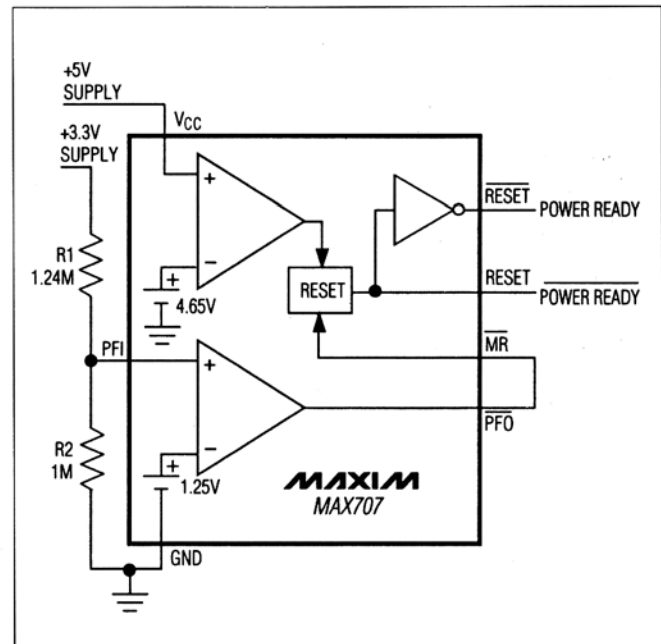 +5V
SUPPLY
VCC
+3.3V
SUPPLY
+
−
+
4.65V
R1
1.24M
RESET
RESET
POWER READY
RESET
POWER READY
MR
PFI
+
−
+
1.25V
PFO
R2
1M
MAXIM
MAX707
GND